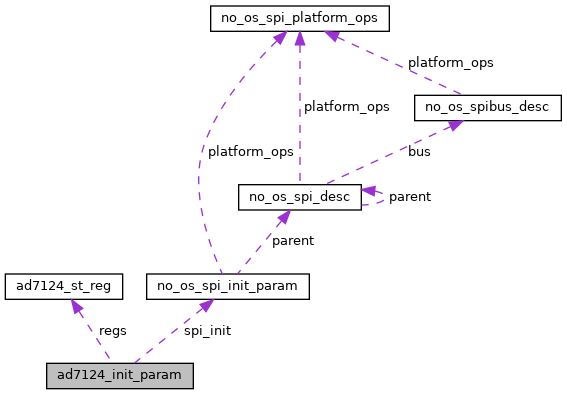 no_os_spi_platform_ops
platform_ops
no_os_spibus_desc
platform_ops
platform_ops
bus
no_os_spi_desc
parent
parent
ad7124_st_reg
no_os_spi_init_param
regs
spi_init
ad7124_init_param